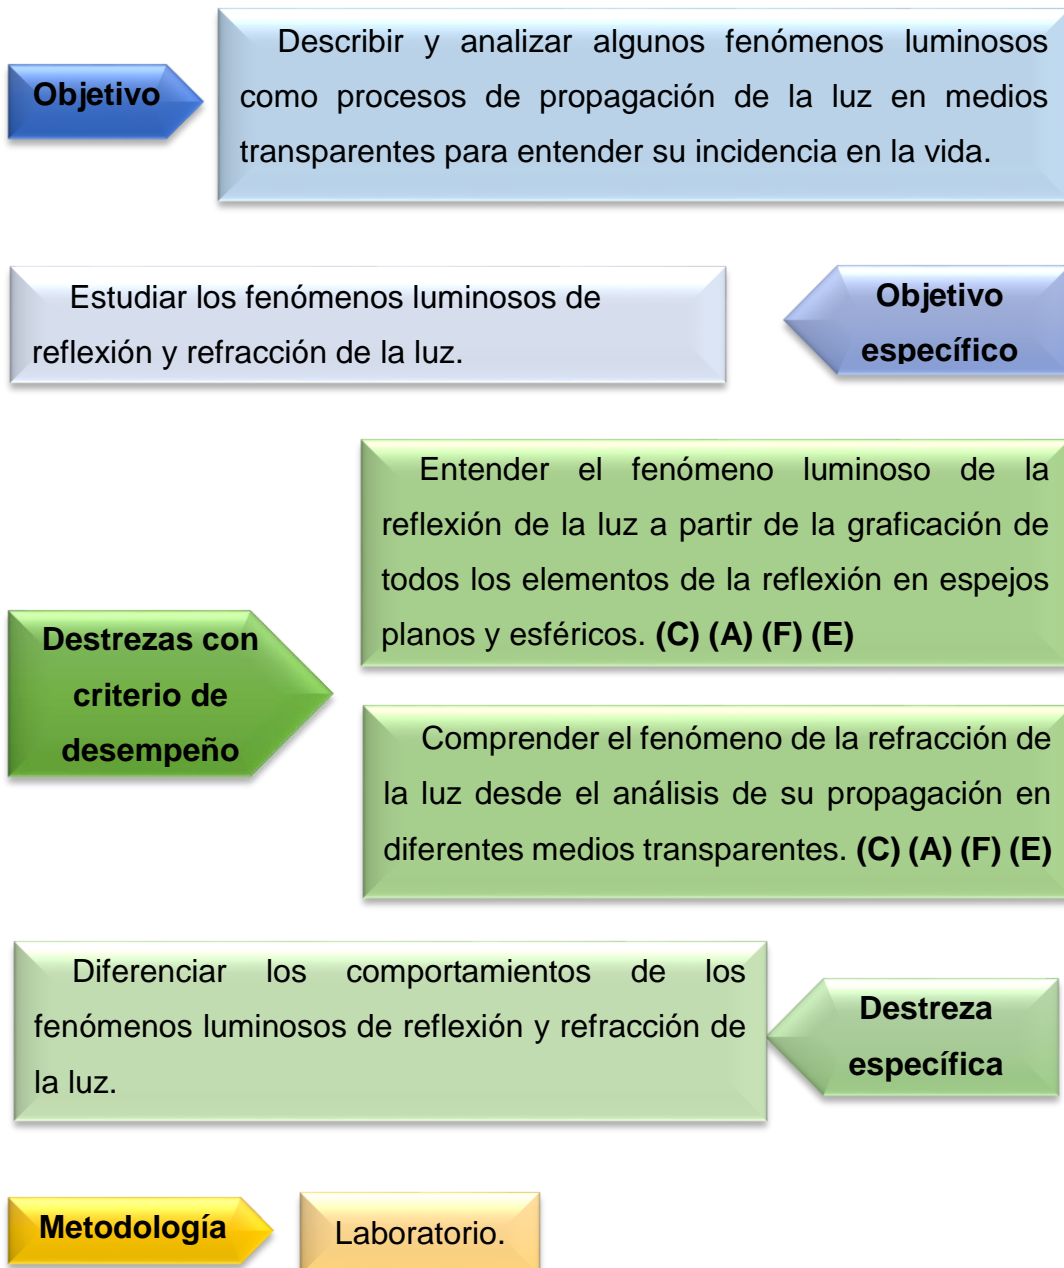 Objetivo
Describir y analizar algunos fenómenos luminosos
como procesos de propagación de la luz en medios
transparentes para entender su incidencia en la vida.
Estudiar los fenómenos luminosos de
reflexión y refracción de la luz.
Objetivo
específico
Destrezas con
criterio de
desempeño
Entender el fenómeno luminoso de la
reflexión de la luz a partir de la graficación de
todos los elementos de la reflexión en espejos
planos y esféricos. (C) (A) (F) (E)
Comprender el fenómeno de la refracción de
la luz desde el análisis de su propagación en
diferentes medios transparentes. (C) (A) (F) (E)
Diferenciar los comportamientos de los
fenómenos luminosos de reflexión y refracción de
la luz.
Destreza
específica
Metodología
Laboratorio.